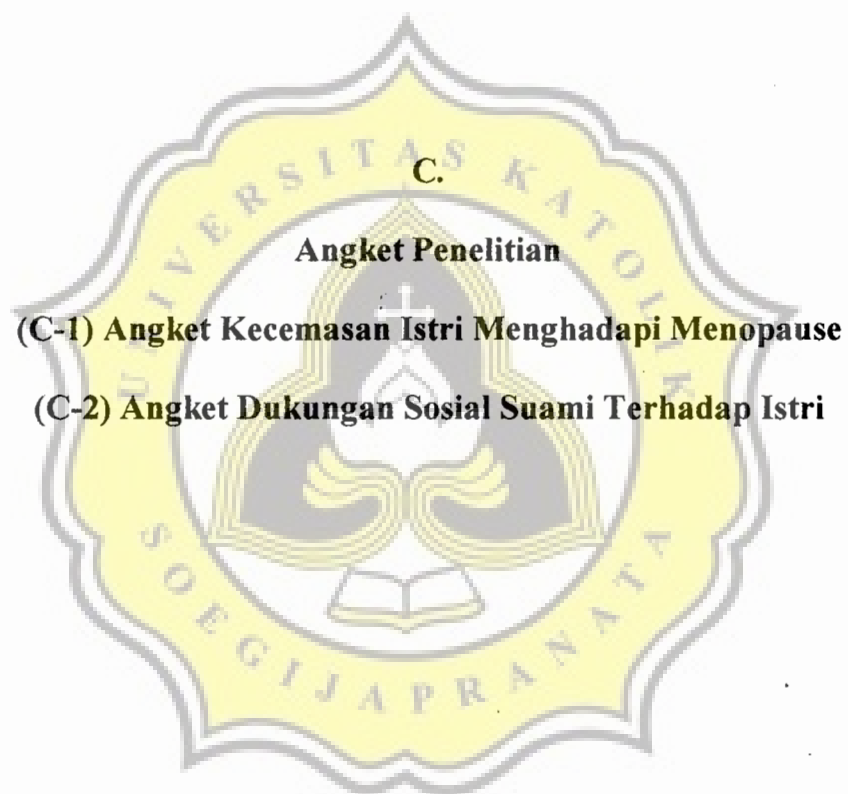 UNIVERSITAS KATOLIK
C.
Angket Penelitian
(C-1) Angket Kecemasan Istri Menghadapi Menopause
(C-2) Angket Dukungan Sosial Suami Terhadap Istri
SOEGIJAPRANATA